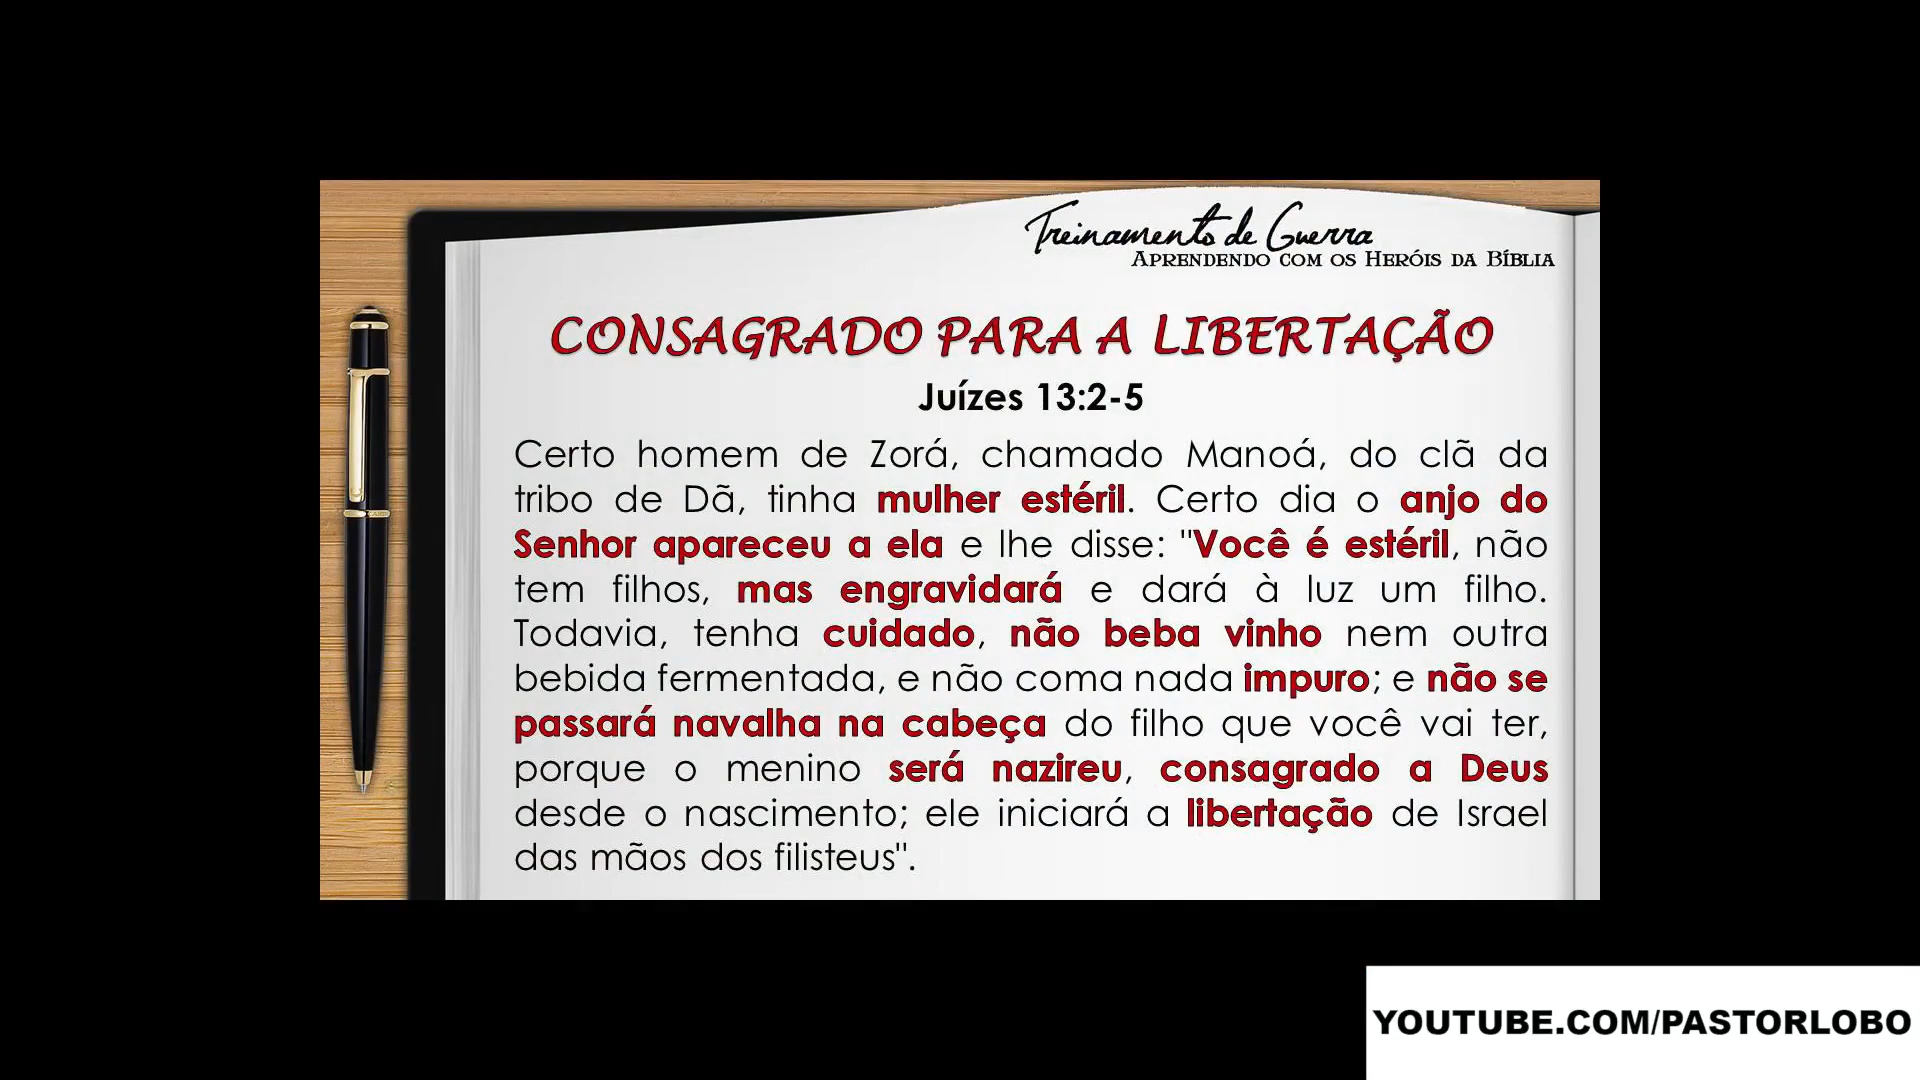 Treinamento de Guerra
Aprendendo com os Heróis da Bíblia
CONSAGRADO PARA A LIBERTAÇÃO
Juízes 13:2-5
Certo homem de Zorá, chamado Manoá, do clã da
tribo de Dã, tinha mulher estéril. Certo dia o anjo do
Senhor apareceu a ela e lhe disse: "Você é estéril, não
tem filhos, mas engravidará e dará à luz um filho.
Todavia, tenha cuidado, não beba vinho nem outra
bebida fermentada, e não coma nada impuro; e não se
passará navalha na cabeça do filho que você vai ter,
porque o menino será nazireu, consagrado a Deus
desde o nascimento; ele iniciará a libertação de Israel
das mãos dos filisteus".
YOUTUBE.COM/PASTORLOBO